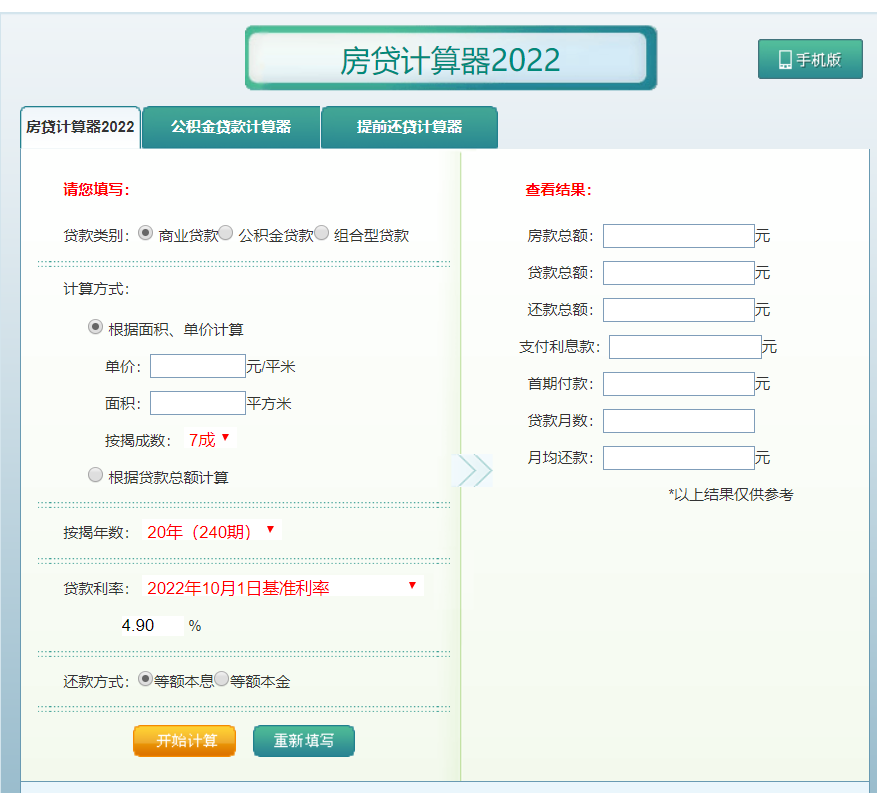 房贷计算器2022
手机版
房贷计算器2022 公积金贷款计算器 提前还贷计算器
请您填写：
贷款类别： 商业贷款 公积金贷款 组合型贷款
计算方式：
根据面积、单价计算
单价： 元/平米
面积： 平方米
按揭成数： 7成
根据贷款总额计算
按揭年数： 20年（240期）
贷款利率： 2022年10月1日基准利率
4.90 %
还款方式： 等额本息 等额本金
开始计算 重新填写
查看结果：
房款总额： 元
贷款总额： 元
还款总额： 元
支付利息款： 元
首期付款： 元
贷款月数：
月均还款： 元
*以上结果仅供参考